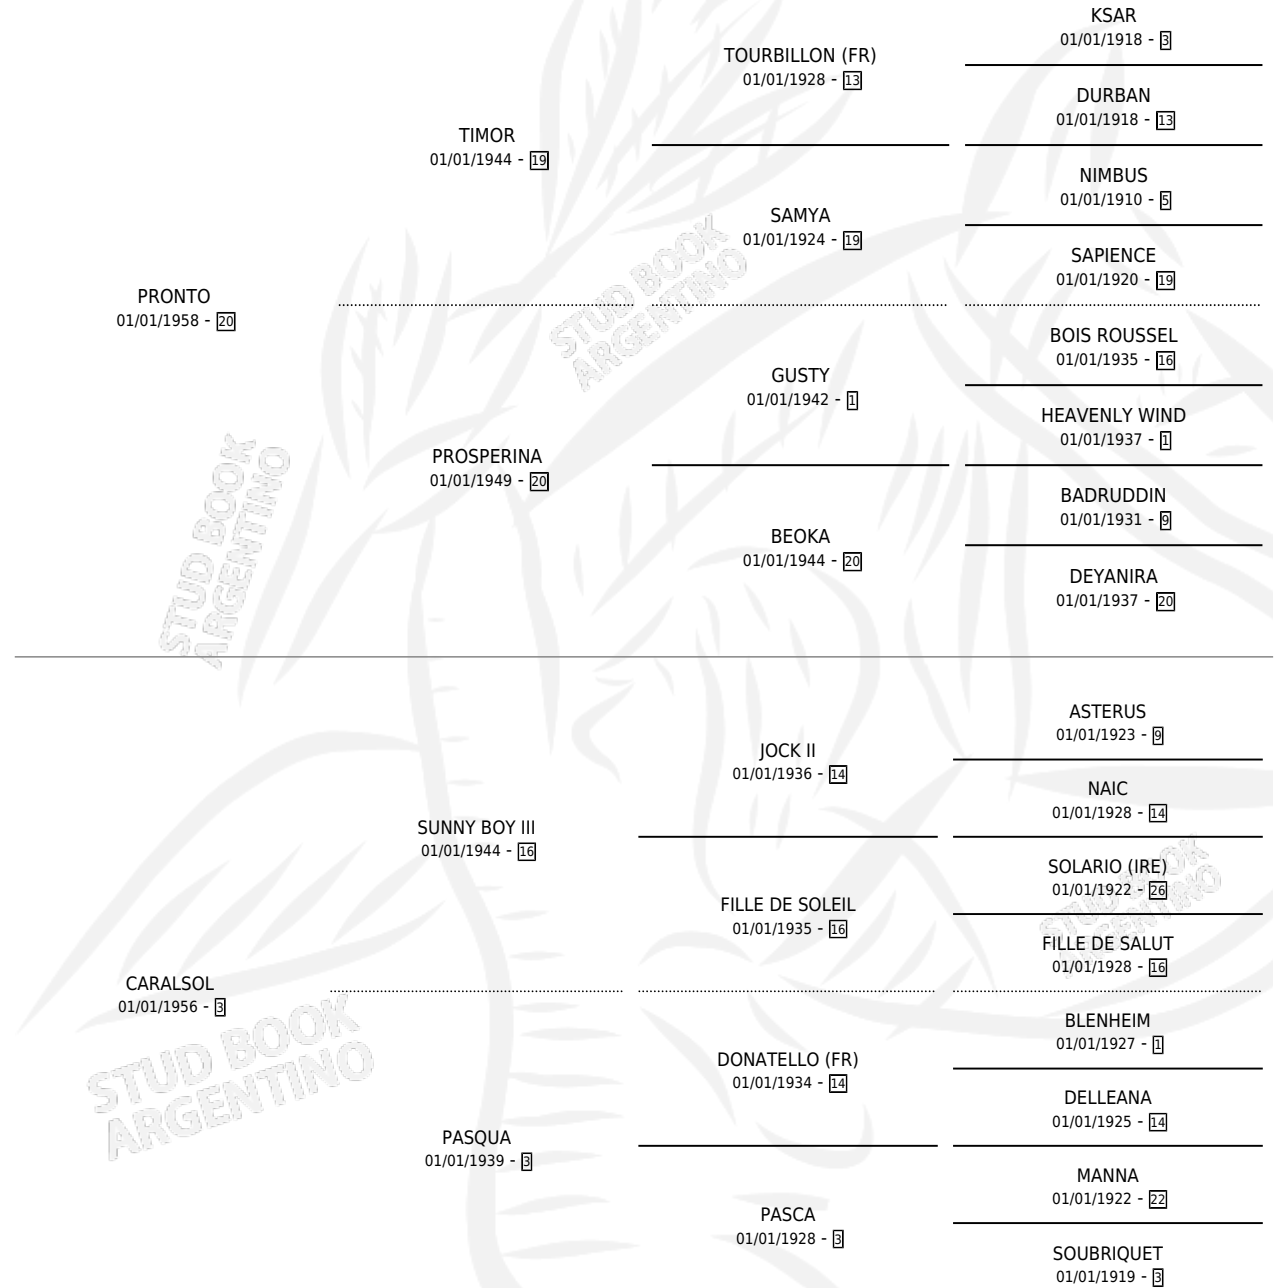 KSAR
01/01/1918 - 3
TOURBILLON (FR)
01/01/1928 - 13
DURBAN
01/01/1918 - 13
TIMOR
01/01/1944 - 19
NIMBUS
01/01/1910 - 5
SAMYA
01/01/1924 - 19
SAPIENCE
01/01/1920 - 19
PRONTO
01/01/1958 - 20
BOIS ROUSSEL
01/01/1935 - 16
GUSTY
01/01/1942 - 1
HEAVENLY WIND
01/01/1937 - 1
PROSPERINA
01/01/1949 - 20
BADRUDDIN
01/01/1931 - 9
BEOKA
01/01/1944 - 20
DEYANIRA
01/01/1937 - 20
ASTERUS
01/01/1923 - 9
JOCK II
01/01/1936 - 14
NAIC
01/01/1928 - 14
SUNNY BOY III
01/01/1944 - 16
SOLARIO (IRE)
01/01/1922 - 26
FILLE DE SOLEIL
01/01/1935 - 16
FILLE DE SALUT
01/01/1928 - 16
CARALSOL
01/01/1956 - 3
BLENHEIM
01/01/1927 - 1
DONATELLO (FR)
01/01/1934 - 14
DELLEANA
01/01/1925 - 14
PASQUA
01/01/1939 - 3
MANNA
01/01/1922 - 22
PASCA
01/01/1928 - 3
SOUBRIQUET
01/01/1919 - 3
STUD BOOK
ARGENTINO
STUD BOOK
ARGENTINO
STUD BOOK
ARGENTINO
STUD BOOK
ARGENTINO